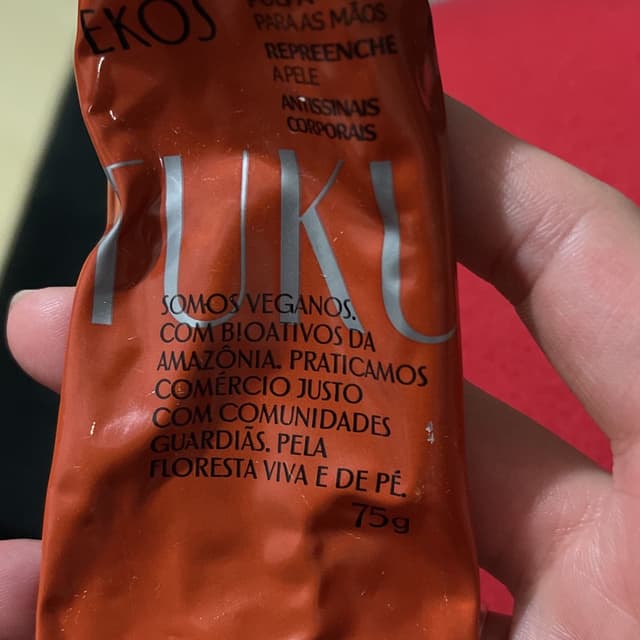 EKOS
POLPA
PARA AS MÃOS
REPREENCHE
A PELE
ANTISSINAIS
CORPORAIS
TUKU
SOMOS VEGANOS.
COM BIOATIVOS DA
AMAZÔNIA. PRATICAMOS
COMÉRCIO JUSTO
COM COMUNIDADES
GUARDIÃS. PELA
FLORESTA VIVA E DE PÉ.
75g